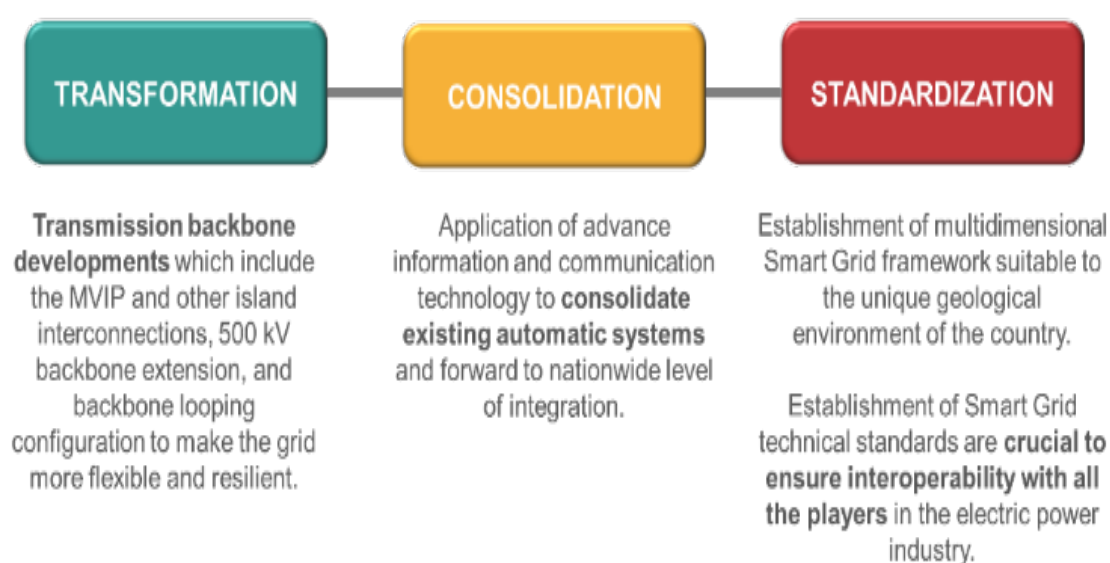 TRANSFORMATION
CONSOLIDATION
STANDARDIZATION
Transmission backbone
developments which include
the MVIP and other island
interconnections, 500 kV
backbone extension, and
backbone looping
configuration to make the grid
more flexible and resilient.
Application of advance
information and communication
technology to consolidate
existing automatic systems
and forward to nationwide level
of integration.
Establishment of multidimensional
Smart Grid framework suitable to
the unique geological
environment of the country.
Establishment of Smart Grid
technical standards are crucial to
ensure interoperability with all
the players in the electric power
industry.